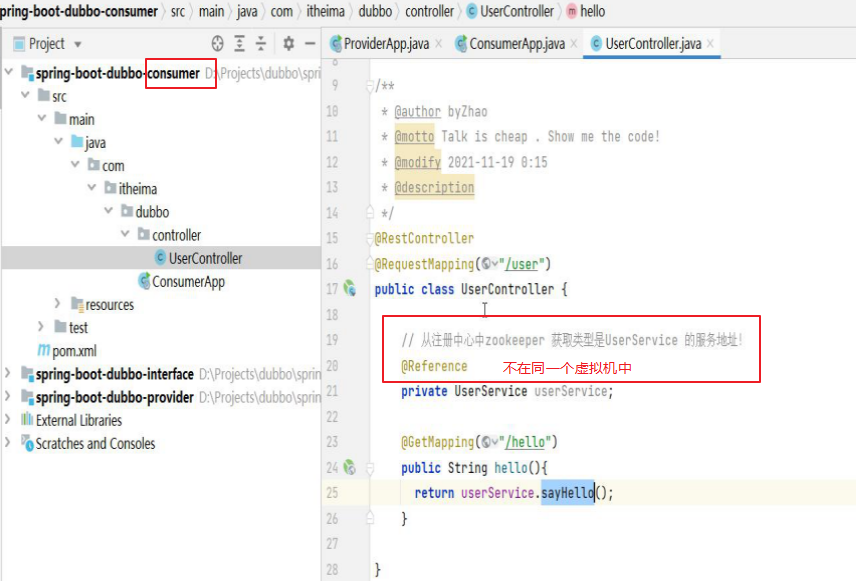 pring-boot-dubbo-consumer 〉 src 〉 main 〉 java 〉 com 〉 itheima 〉 dubbo 〉 controller 〉 UserController 〉 hello
Project
ProviderApp.java
ConsumerApp.java
UserController.java
spring-boot-dubbo-consumer D:\Projects\dubbo\spri
src
main
java
com
itheima
dubbo
controller
UserController
ConsumerApp
resources
test
pom.xml
spring-boot-dubbo-interface D:\Projects\dubbo\sprin
spring-boot-dubbo-provider D:\Projects\dubbo\sprin
External Libraries
Scratches and Consoles
8
9 /**
10 * @author byZhao
11 * @motto Talk is cheap . Show me the code!
12 * @modify 2021-11-19 0:15
13 * @description
14 */
15 @RestController
16 @RequestMapping("/user")
17 public class UserController {
18
19 // 从注册中心中zookeeper 获取类型是UserService 的服务地址!
20 @Reference 不在同一个虚拟机中
21 private UserService userService;
22
23 @GetMapping("/hello")
24 public String hello(){
25 return userService.sayHello();
26 }
27
28 }